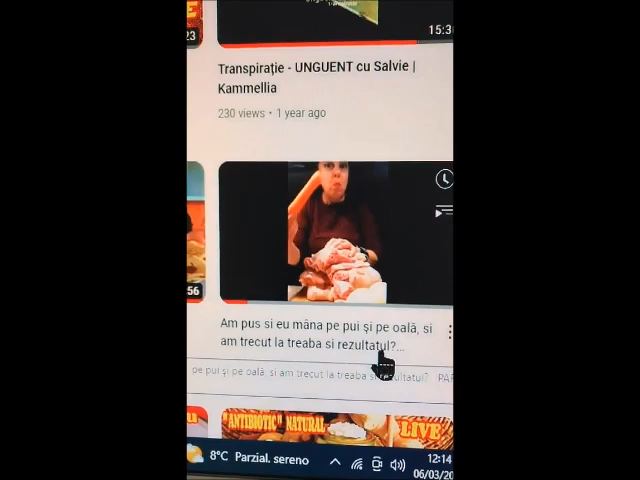 23
15:3
Transpirație - UNGUENT cu Salvie |
Kammellia
230 views • 1 year ago
56
Am pus si eu mâna pe pui și pe oală, si
am trecut la treaba si rezultatul?...
pe pui și pe oală, si am trecut la treaba si rezultatul?
"ANTIBIOTIC" NATURAL
LIVE
8°C Parzial. sereno
12:14
06/03/20